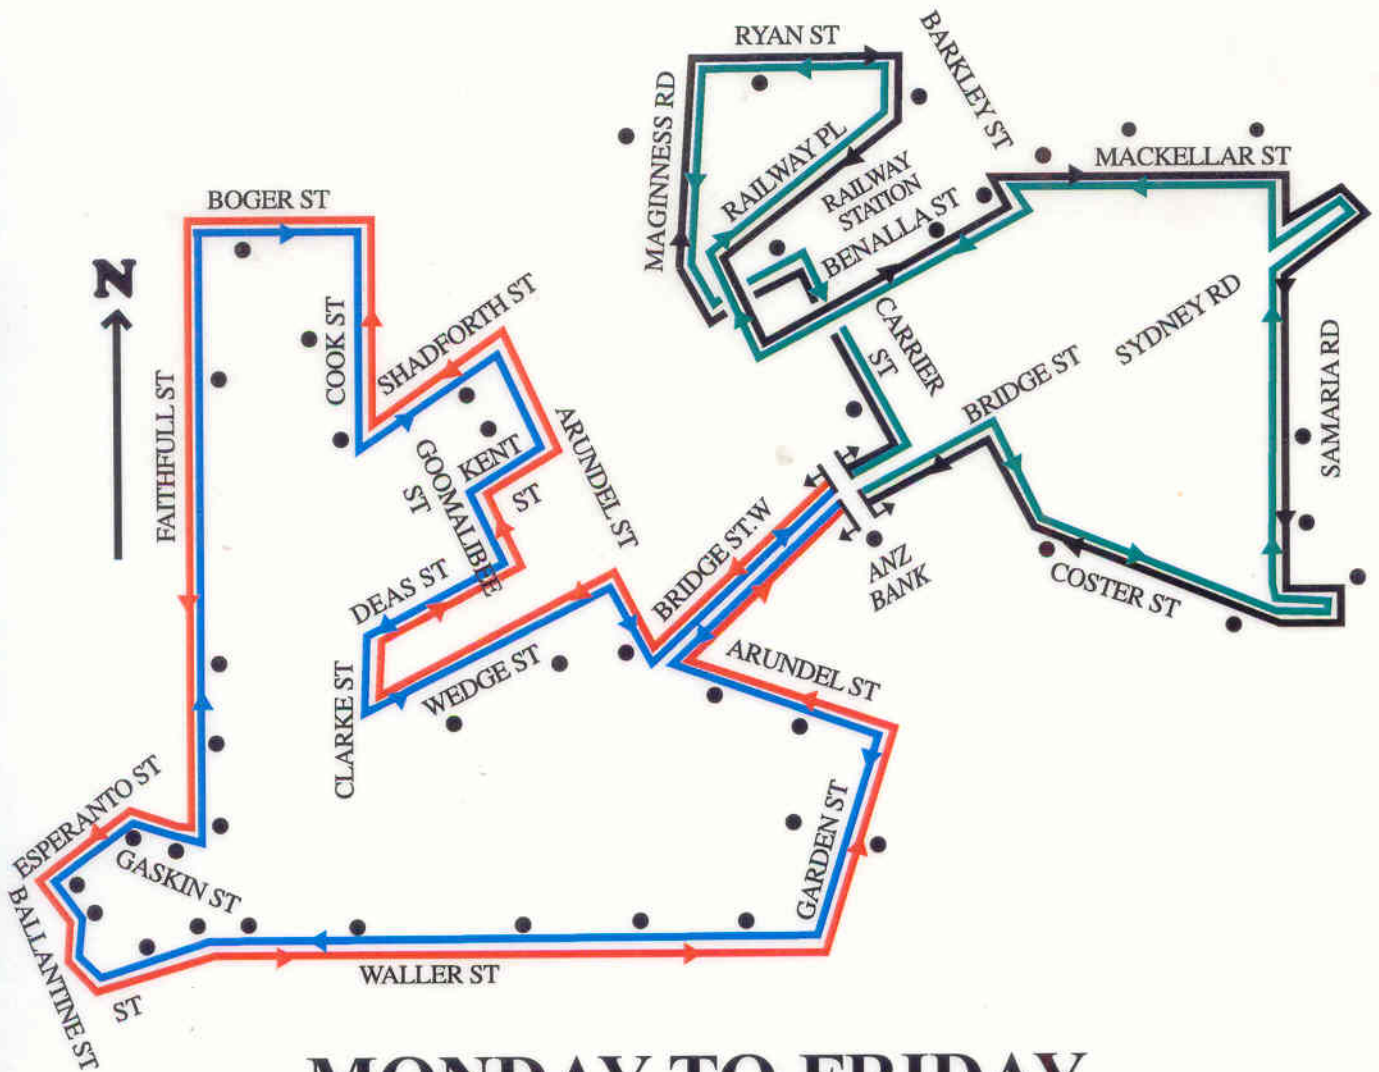 RYAN ST
BARKLEY ST
MAGINNESS RD
RAILWAY PL
RAILWAY
STATION
BENALLA ST
MACKELLAR ST
BOGER ST
N
COOK ST
SHADFORTH ST
CARRIER
ST
SYDNEY RD
BRIDGE ST
SAMARIA RD
FAITHFULL ST
GOOMALIBEE
ST
KENT
ST
ARUNDEL ST
BRIDGE ST.W
ANZ
BANK
COSTER ST
DEAS ST
CLARKE ST
WEDGE ST
ARUNDEL ST
ESPERANTO ST
GASKIN ST
GARDEN ST
BALLANTINE ST
ST
WALLER ST
MONDAY TO FRIDAY